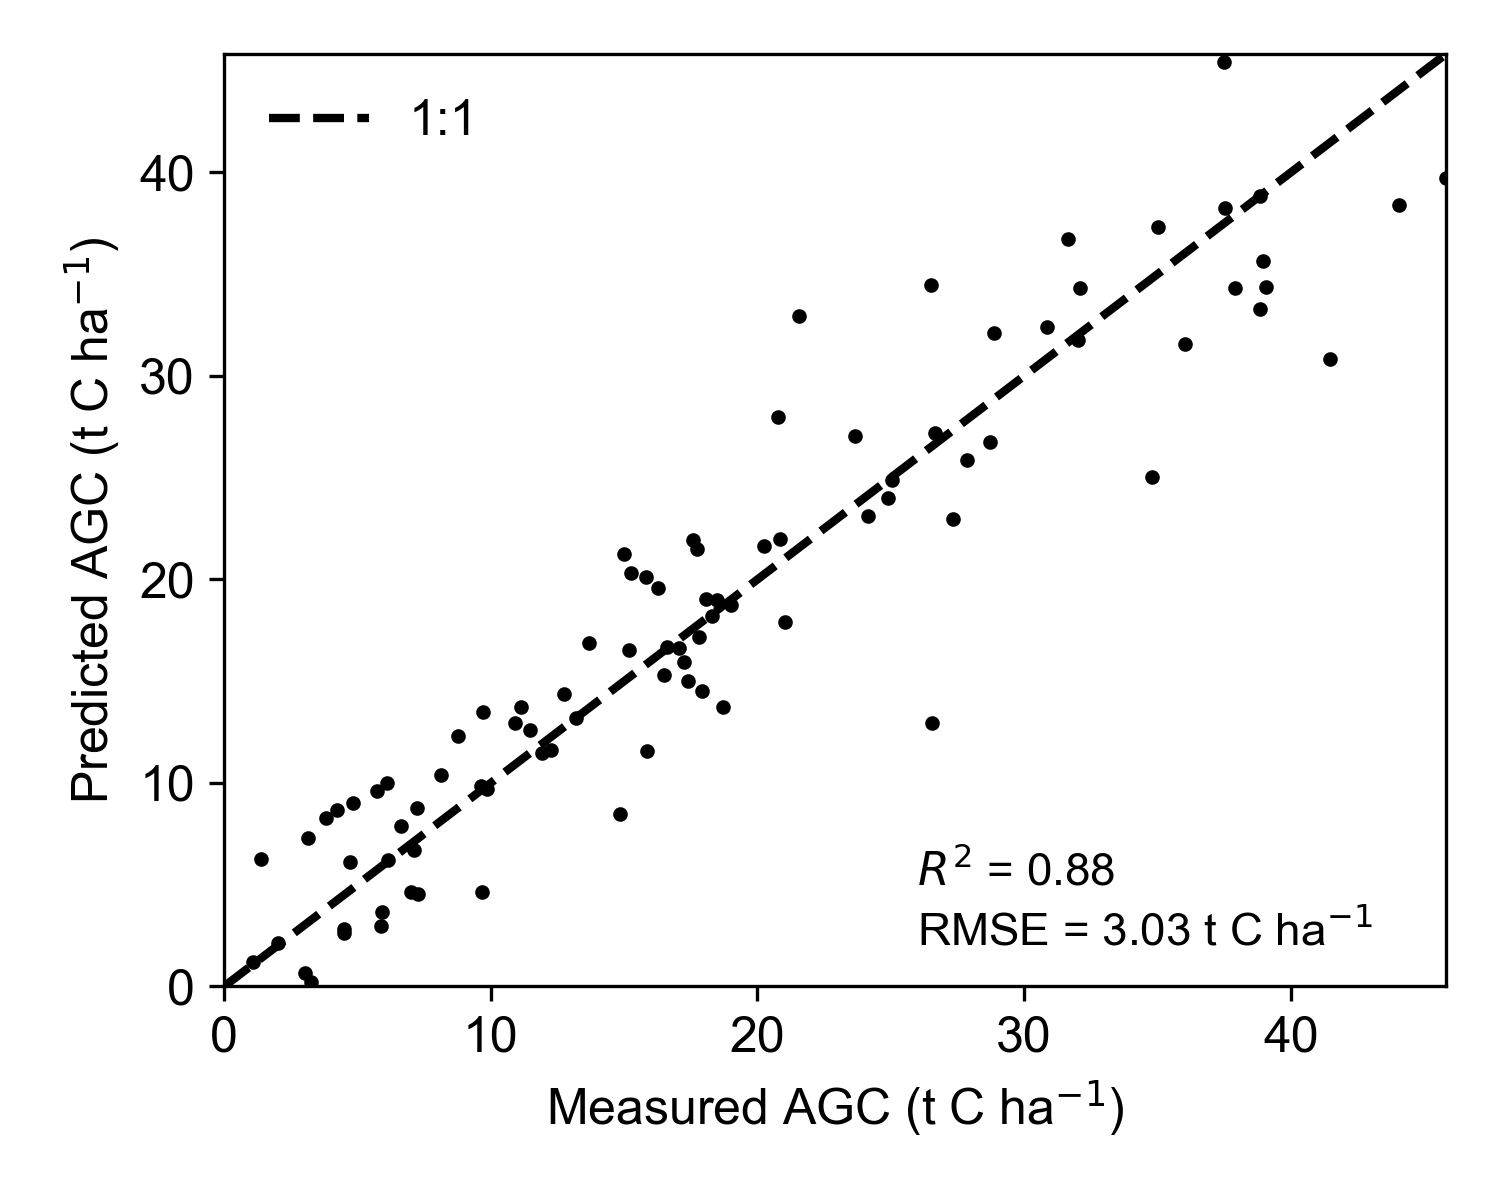 1:1
40
30
20
10
0
0 10 20 30 40
Predicted AGC (t C ha⁻¹)
Measured AGC (t C ha⁻¹)
R² = 0.88
RMSE = 3.03 t C ha⁻¹